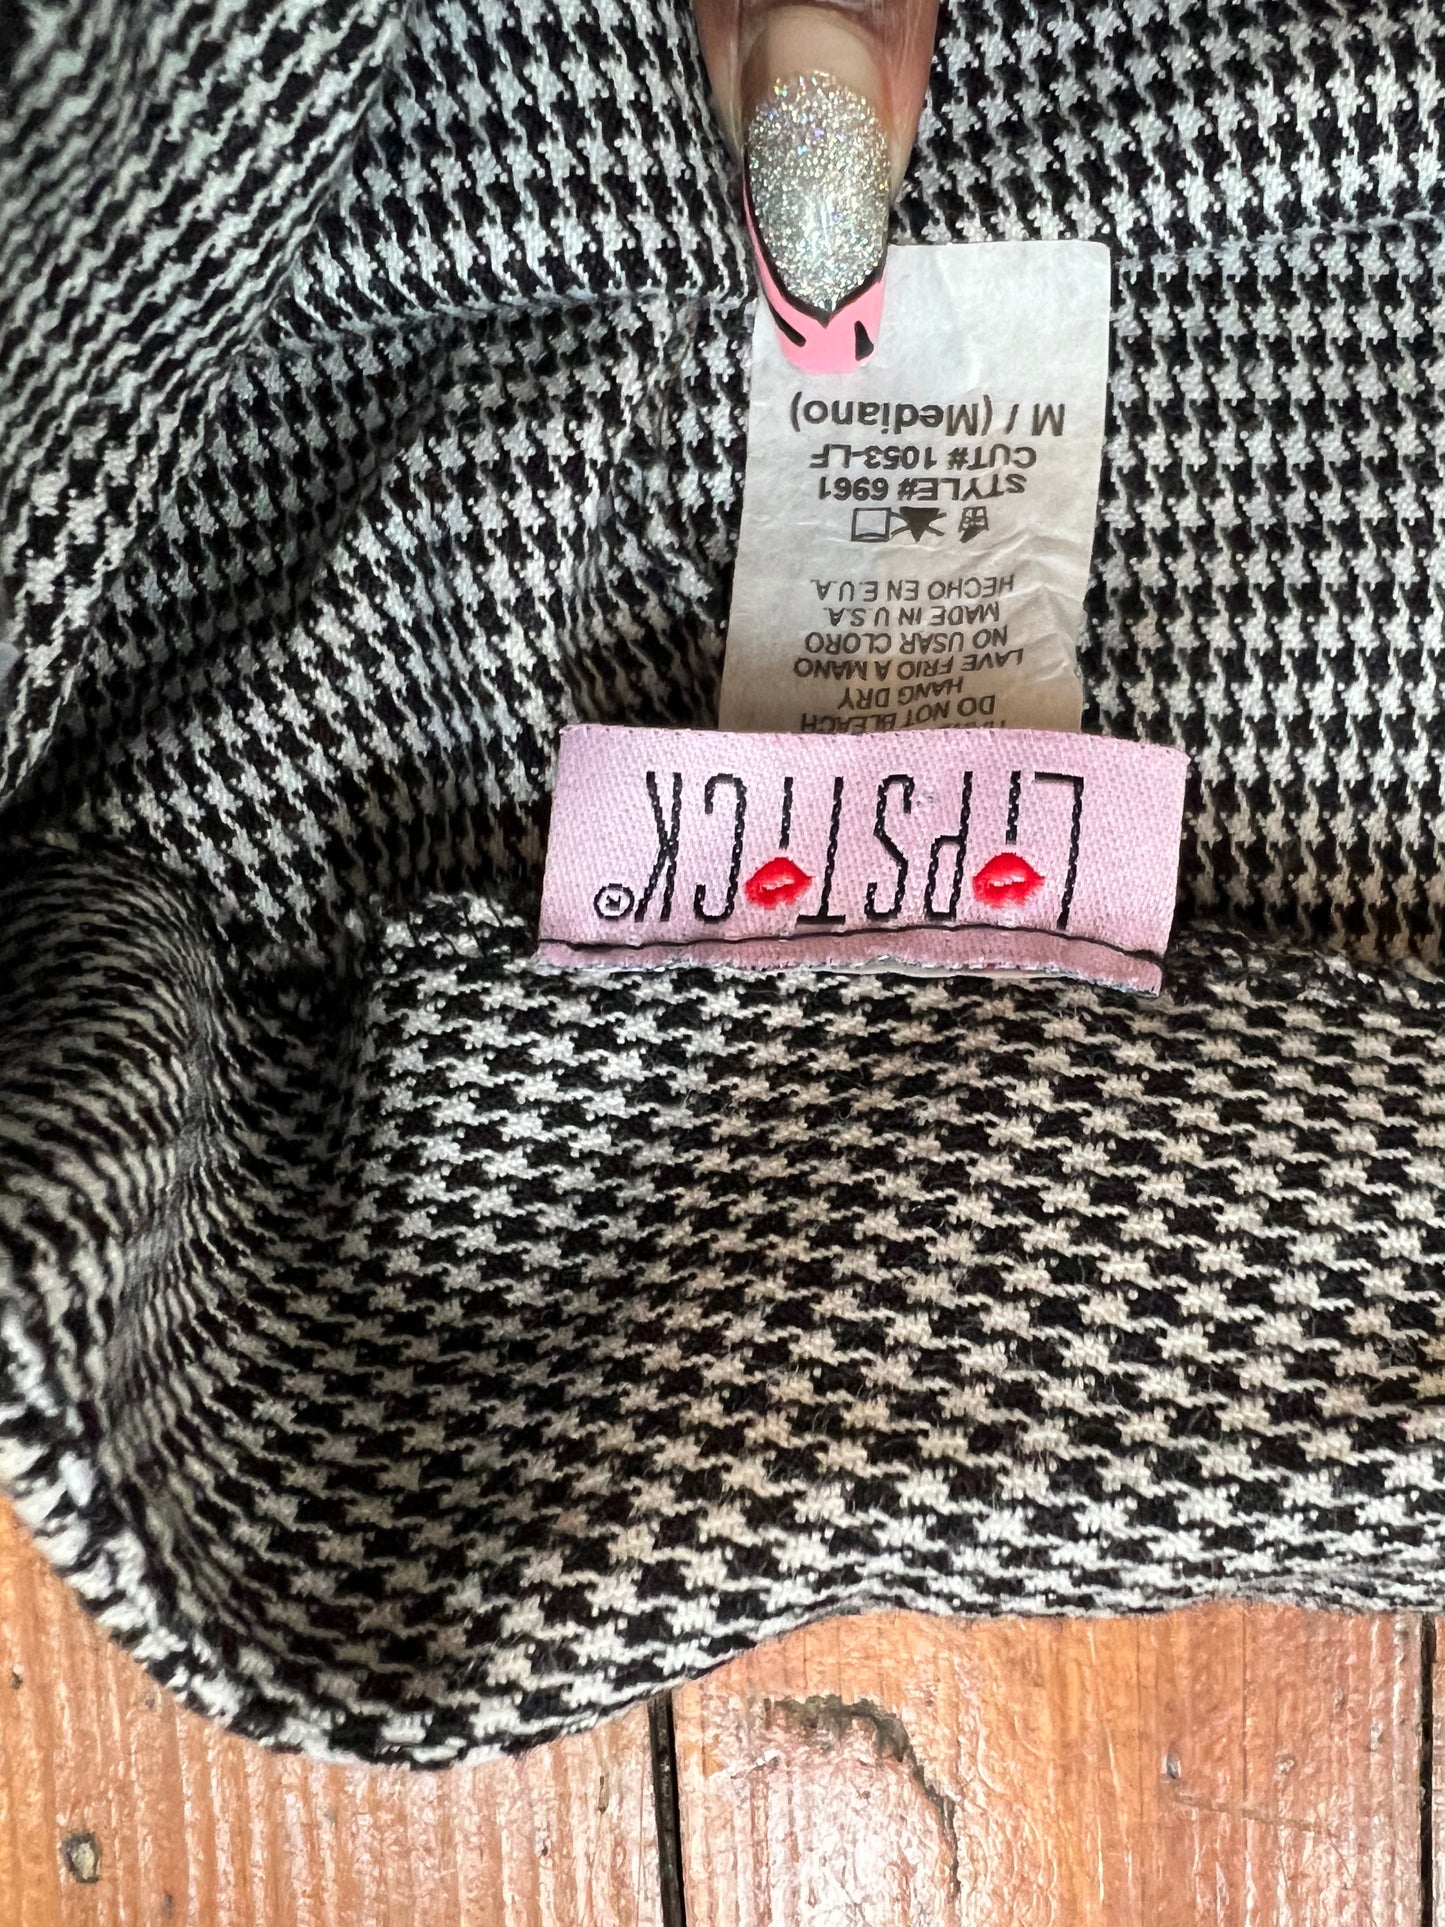 LIPSTICK®
DO NOT BLEACH
HANG DRY
LAVE FRIO A MANO
NO USAR CLORO
MADE IN U.S.A.
HECHO EN E.U.A.
STYLE# 6961
CUT# 1053-LF
M / (Mediano)